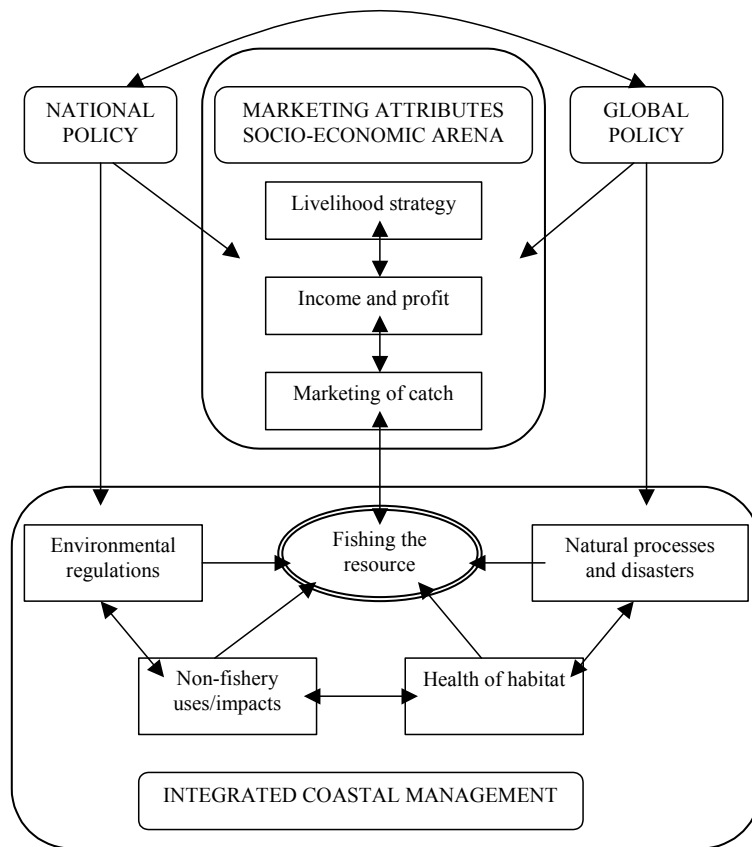 NATIONAL
POLICY
MARKETING ATTRIBUTES
SOCIO-ECONOMIC ARENA
GLOBAL
POLICY
Livelihood strategy
Income and profit
Marketing of catch
Environmental
regulations
Fishing the
resource
Natural processes
and disasters
Non-fishery
uses/impacts
Health of habitat
INTEGRATED COASTAL MANAGEMENT